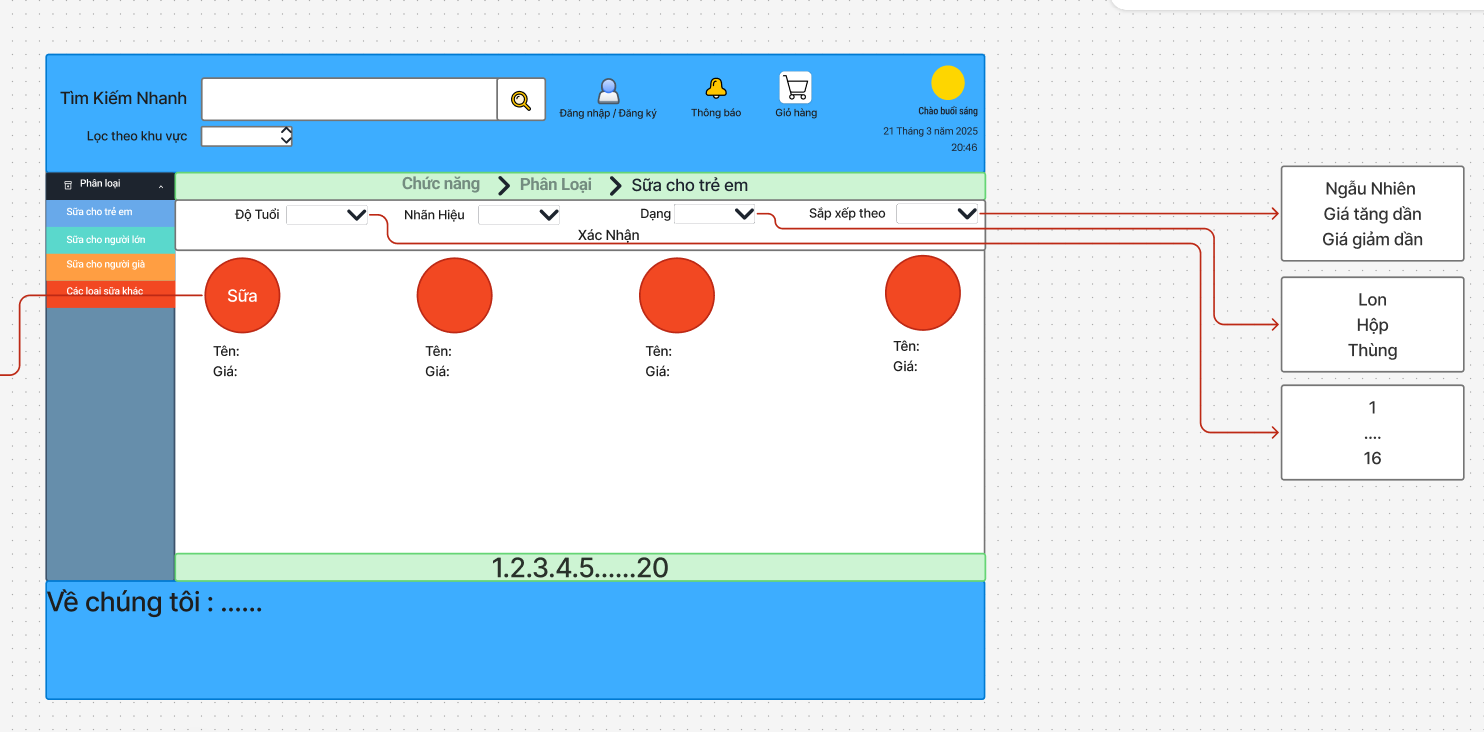 Tìm Kiếm Nhanh
Đăng nhập / Đăng ký
Thông báo
Giỏ hàng
Chào buổi sáng
Lọc theo khu vực
21 Tháng 3 năm 2025
20:46
Phân loại
Chức năng
Phân Loại
Sữa cho trẻ em
Sữa cho trẻ em
Sữa cho người lớn
Sữa cho người già
Các loai sữa khác
Độ Tuổi
Nhãn Hiệu
Dạng
Sắp xếp theo
Xác Nhận
Sữa
Tên:
Giá:
Tên:
Giá:
Tên:
Giá:
Tên:
Giá:
1.2.3.4.5......20
Về chúng tôi : ......
Ngẫu Nhiên
Giá tăng dần
Giá giảm dần
Lon
Hộp
Thùng
1
....
16